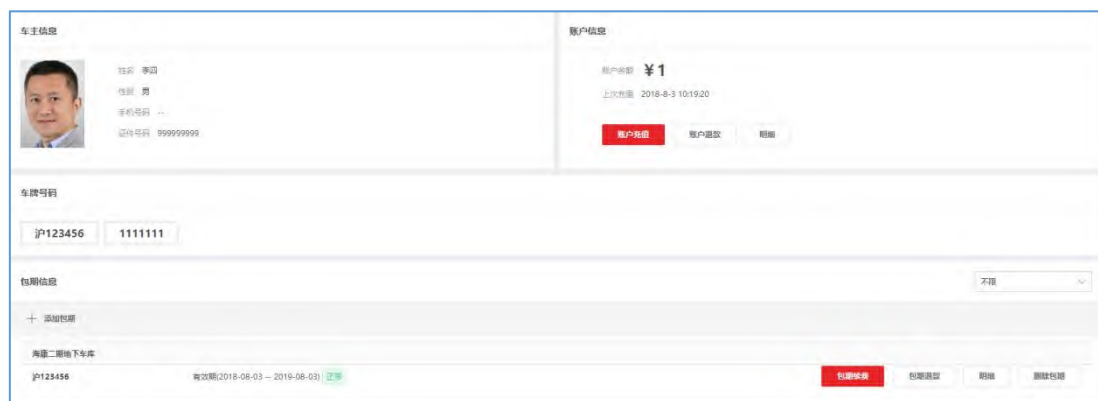 车主信息
姓名 李四
性别 男
手机号码 --
证件号码 999999999
账户信息
账户余额 ¥1
上次充值 2018-8-3 10:19:20
账户充值 账户退款 明细
车牌号码
沪123456 1111111
包期信息 不限
+ 添加包期
海康二期地下车库
沪123456 有效期(2018-08-03 -- 2019-08-03) 正常 包期续费 包期退款 明细 删除包期